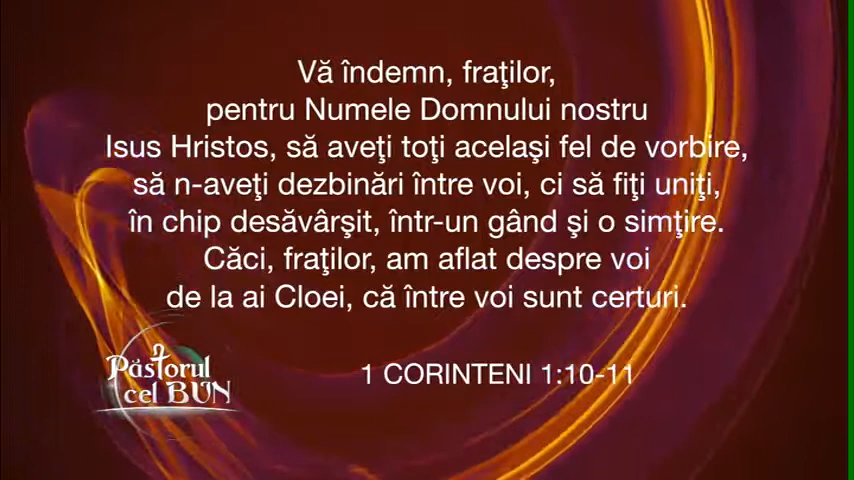 Vă îndemn, fraţilor,
pentru Numele Domnului nostru
Isus Hristos, să aveţi toţi acelaşi fel de vorbire,
să n-aveţi dezbinări între voi, ci să fiţi uniţi,
în chip desăvârşit, într-un gând şi o simţire.
Căci, fraţilor, am aflat despre voi
de la ai Cloei, că între voi sunt certuri.
Păstorul
cel BUN
1 CORINTENI 1:10-11